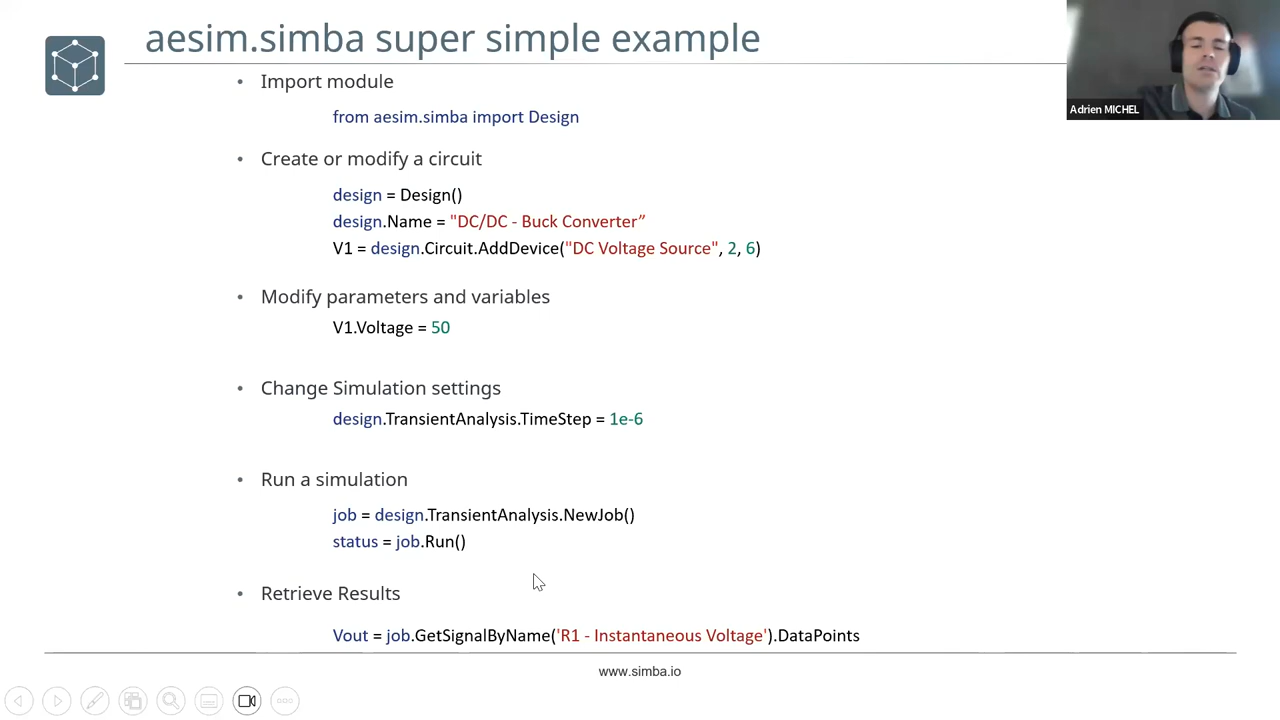 aesim.simba super simple example
Adrien MICHEL
• Import module
from aesim.simba import Design
• Create or modify a circuit
design = Design()
design.Name = "DC/DC - Buck Converter”
V1 = design.Circuit.AddDevice("DC Voltage Source", 2, 6)
• Modify parameters and variables
V1.Voltage = 50
• Change Simulation settings
design.TransientAnalysis.TimeStep = 1e-6
• Run a simulation
job = design.TransientAnalysis.NewJob()
status = job.Run()
• Retrieve Results
Vout = job.GetSignalByName('R1 - Instantaneous Voltage').DataPoints
www.simba.io